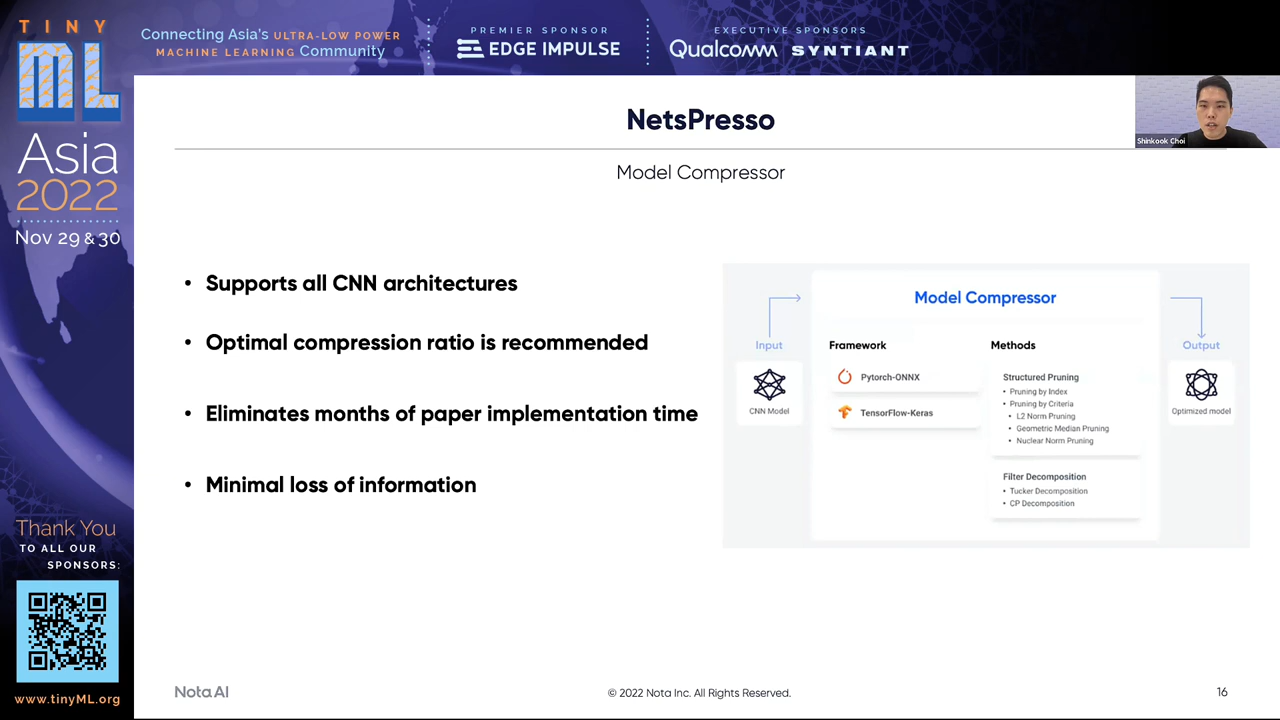 TINY
ML
Asia
2022
Nov 29 & 30
Connecting Asia's ULTRA-LOW POWER
MACHINE LEARNING Community
PREMIER SPONSOR
EDGE IMPULSE
EXECUTIVE SPONSORS
Qualcomm SYNTIANT
NetsPresso
Shinkook Choi
Model Compressor
• Supports all CNN architectures
• Optimal compression ratio is recommended
• Eliminates months of paper implementation time
• Minimal loss of information
Model Compressor
Input
CNN Model
Framework
Pytorch-ONNX
TensorFlow-Keras
Methods
Structured Pruning
• Pruning by Index
• Pruning by Criteria
• L2 Norm Pruning
• Geometric Median Pruning
• Nuclear Norm Pruning
Filter Decomposition
• Tucker Decomposition
• CP Decomposition
Output
Optimized model
Thank You
TO ALL OUR
SPONSORS:
www.tinyML.org
Nota AI
© 2022 Nota Inc. All Rights Reserved.
16